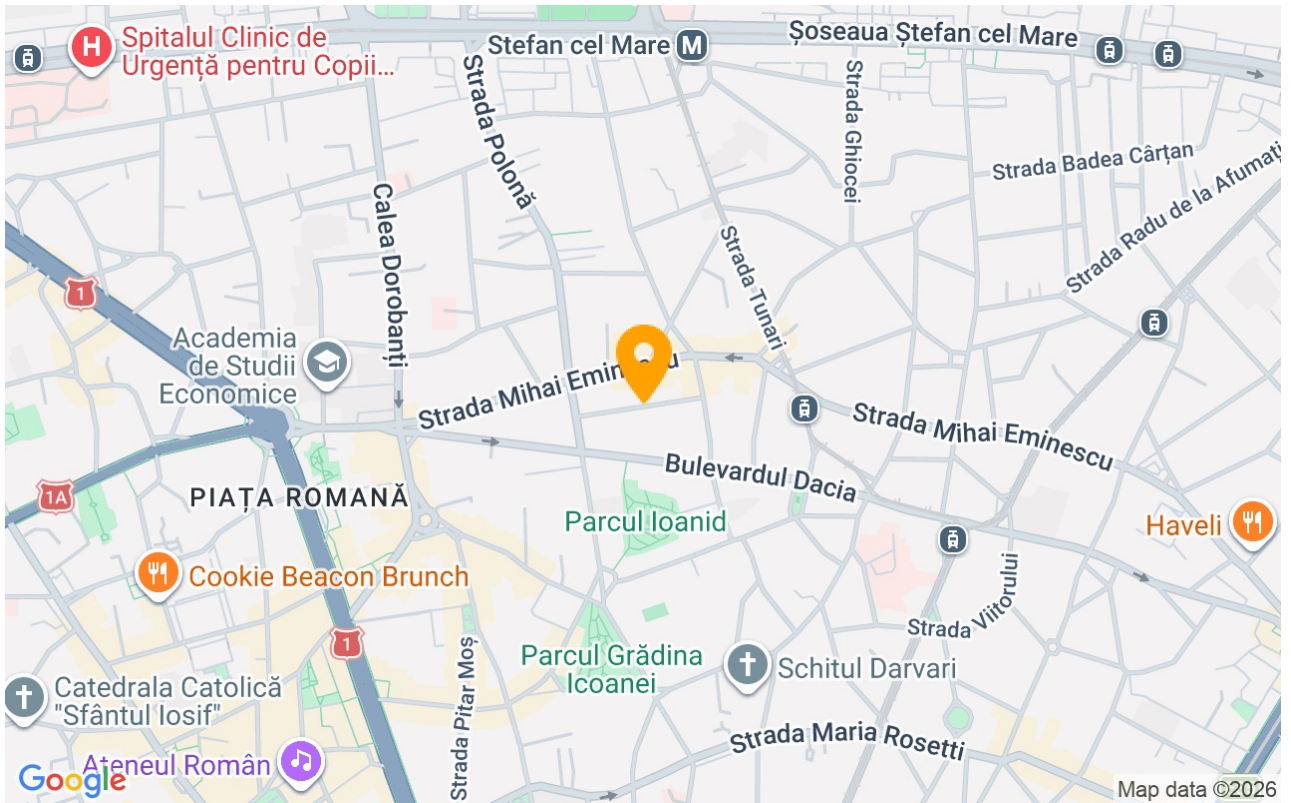 Spitalul Clinic de
Urgență pentru Copii...
Stefan cel Mare
M
Șoseaua Ștefan cel Mare
H
Strada Polonă
Strada Ghiocei
Strada Badea Cârțan
Calea Dorobanți
Strada Tunari
Strada Radu de la Afumați
1
Academia
de Studii
Economice
Strada Mihai Eminescu
Strada Mihai Eminescu
Bulevardul Dacia
1A
PIAȚA ROMANĂ
Parcul Ioanid
Haveli
Cookie Beacon Brunch
Strada Viitorului
1
Parcul Grădina
Icoanei
Schitul Darvari
Strada Pitar Moș
Catedrala Catolică
"Sfântul Iosif"
Strada Maria Rosetti
Ateneul Român
Google
Map data ©2026